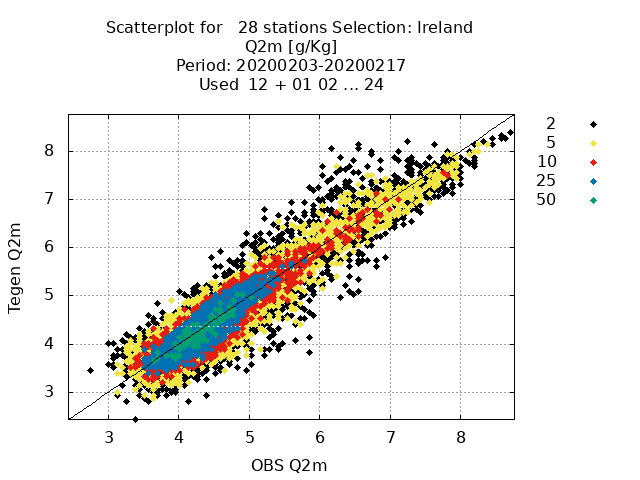 Scatterplot for 28 stations Selection: Ireland
Q2m [g/Kg]
Period: 20200203-20200217
Used 12 + 01 02 ... 24
2
5
10
25
50
8
7
6
5
4
3
Tegen Q2m
3 4 5 6 7 8
OBS Q2m